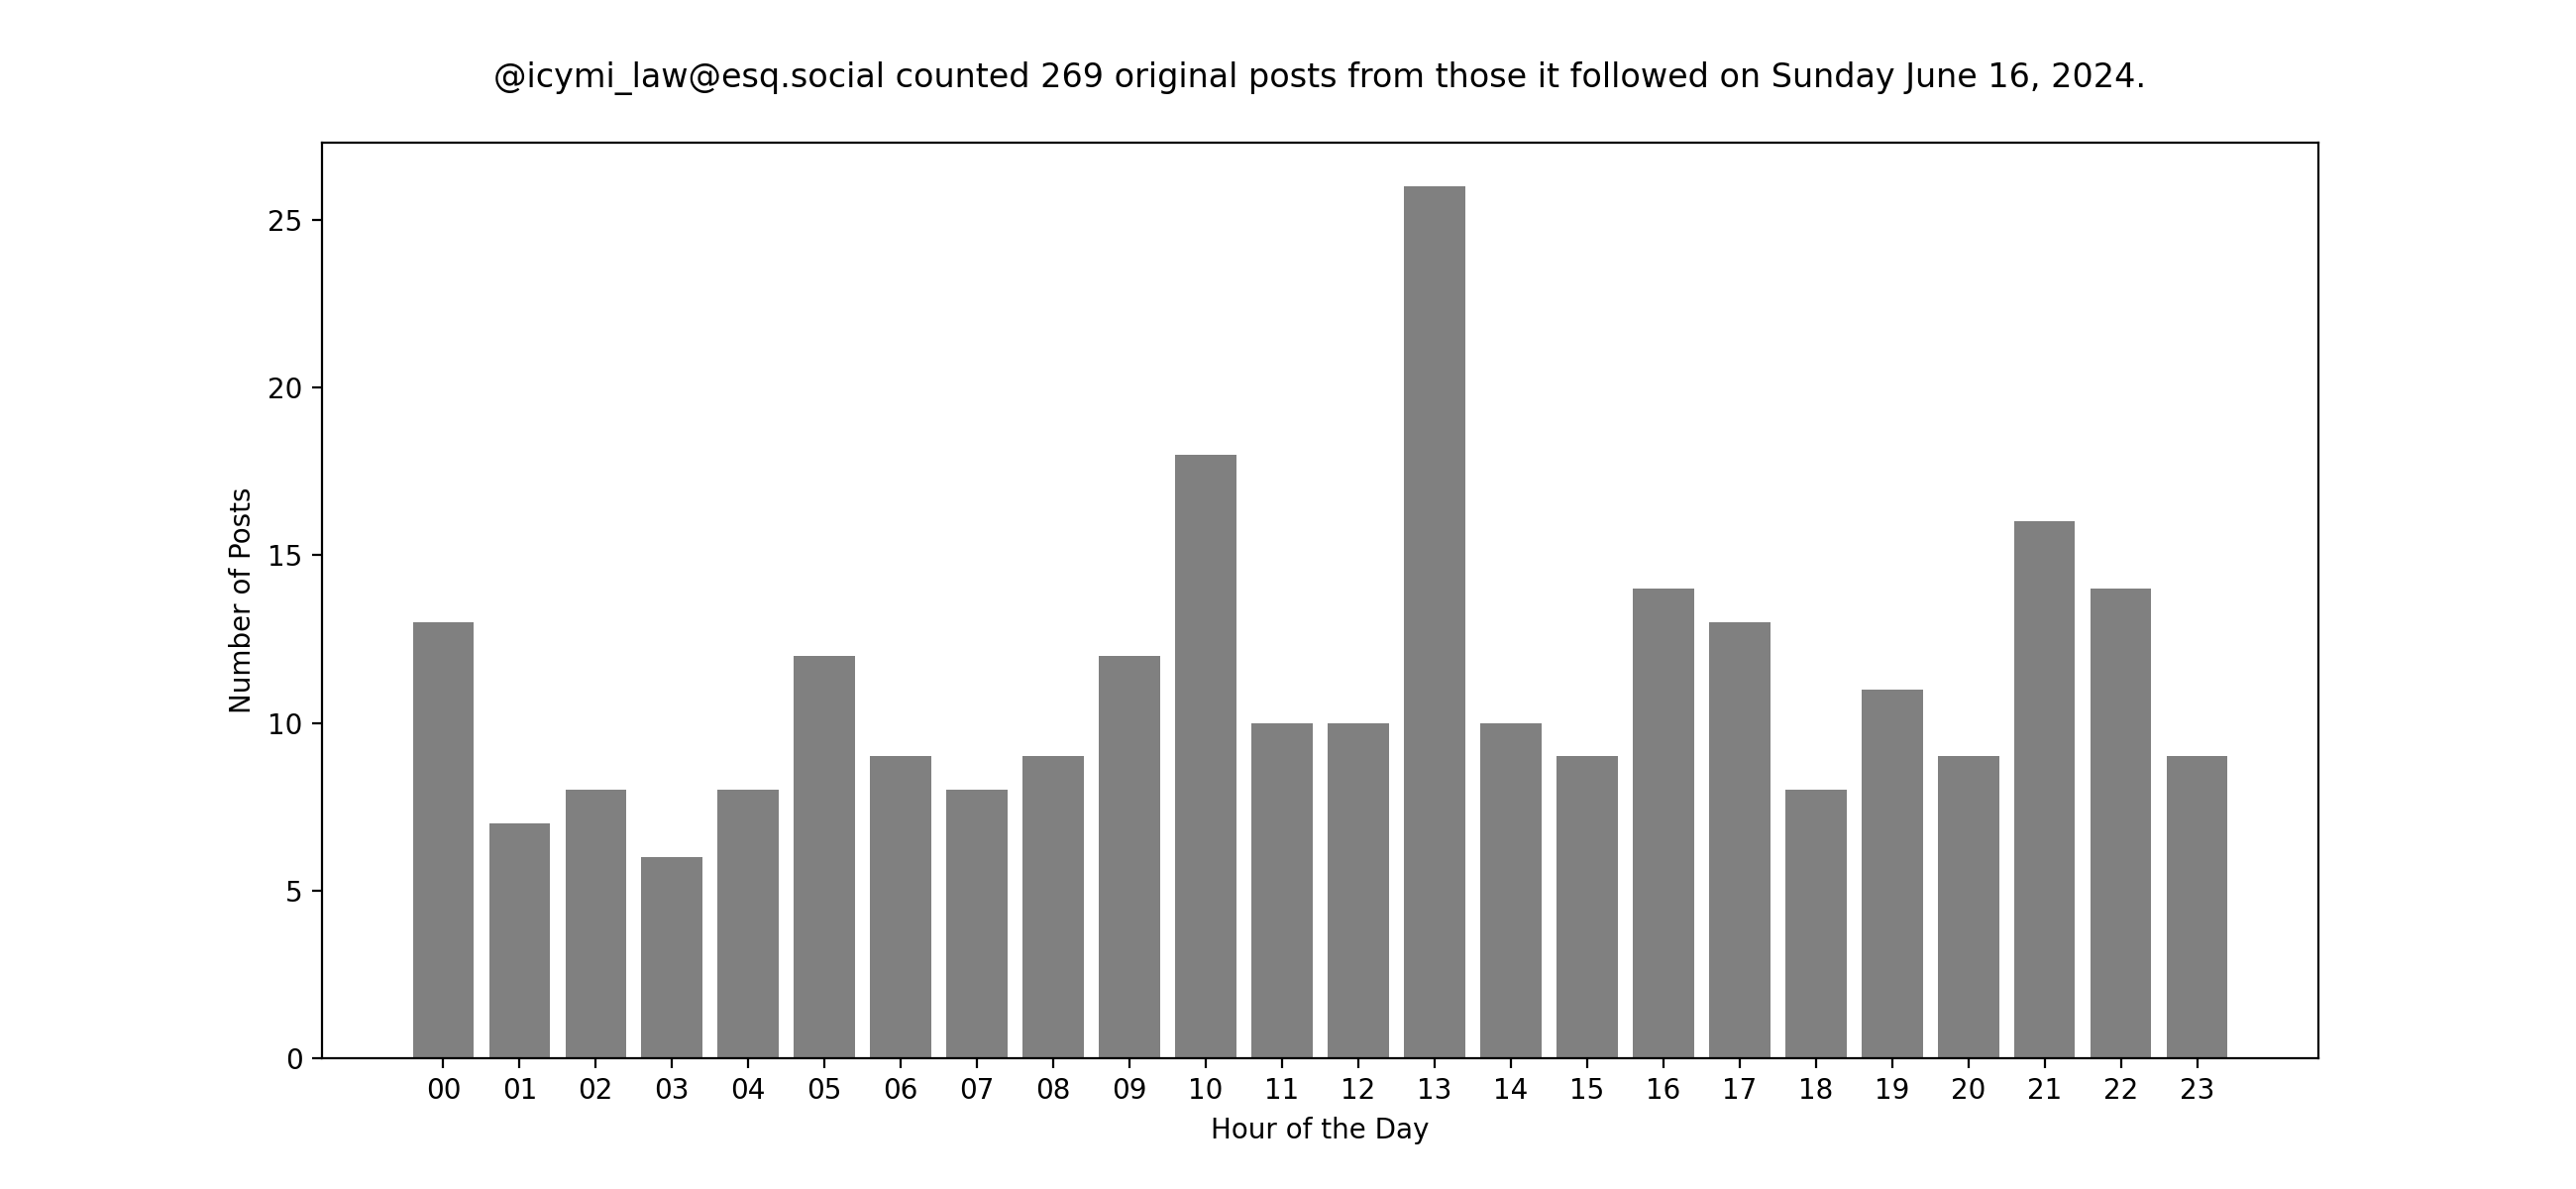 @icymi_law@esq.social counted 269 original posts from those it followed on Sunday June 16, 2024.
25
20
15
10
5
0
Number of Posts
00 01 02 03 04 05 06 07 08 09 10 11 12 13 14 15 16 17 18 19 20 21 22 23
Hour of the Day